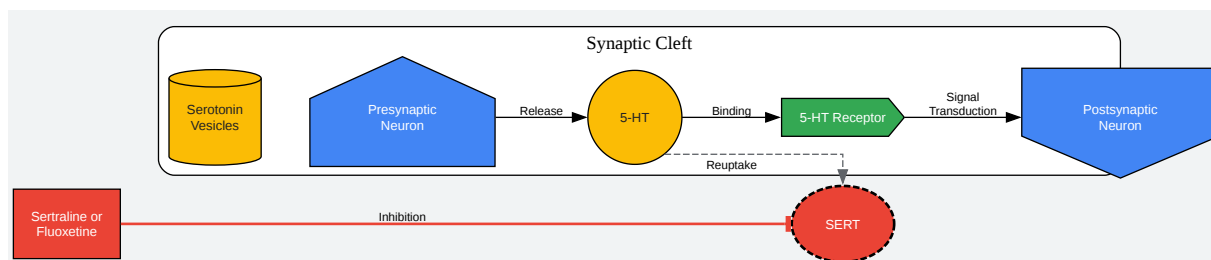 Synaptic Cleft
Serotonin
Vesicles
Presynaptic
Neuron
Release
5-HT
Binding
5-HT Receptor
Signal
Transduction
Postsynaptic
Neuron
Reuptake
Sertraline or
Fluoxetine
Inhibition
SERT